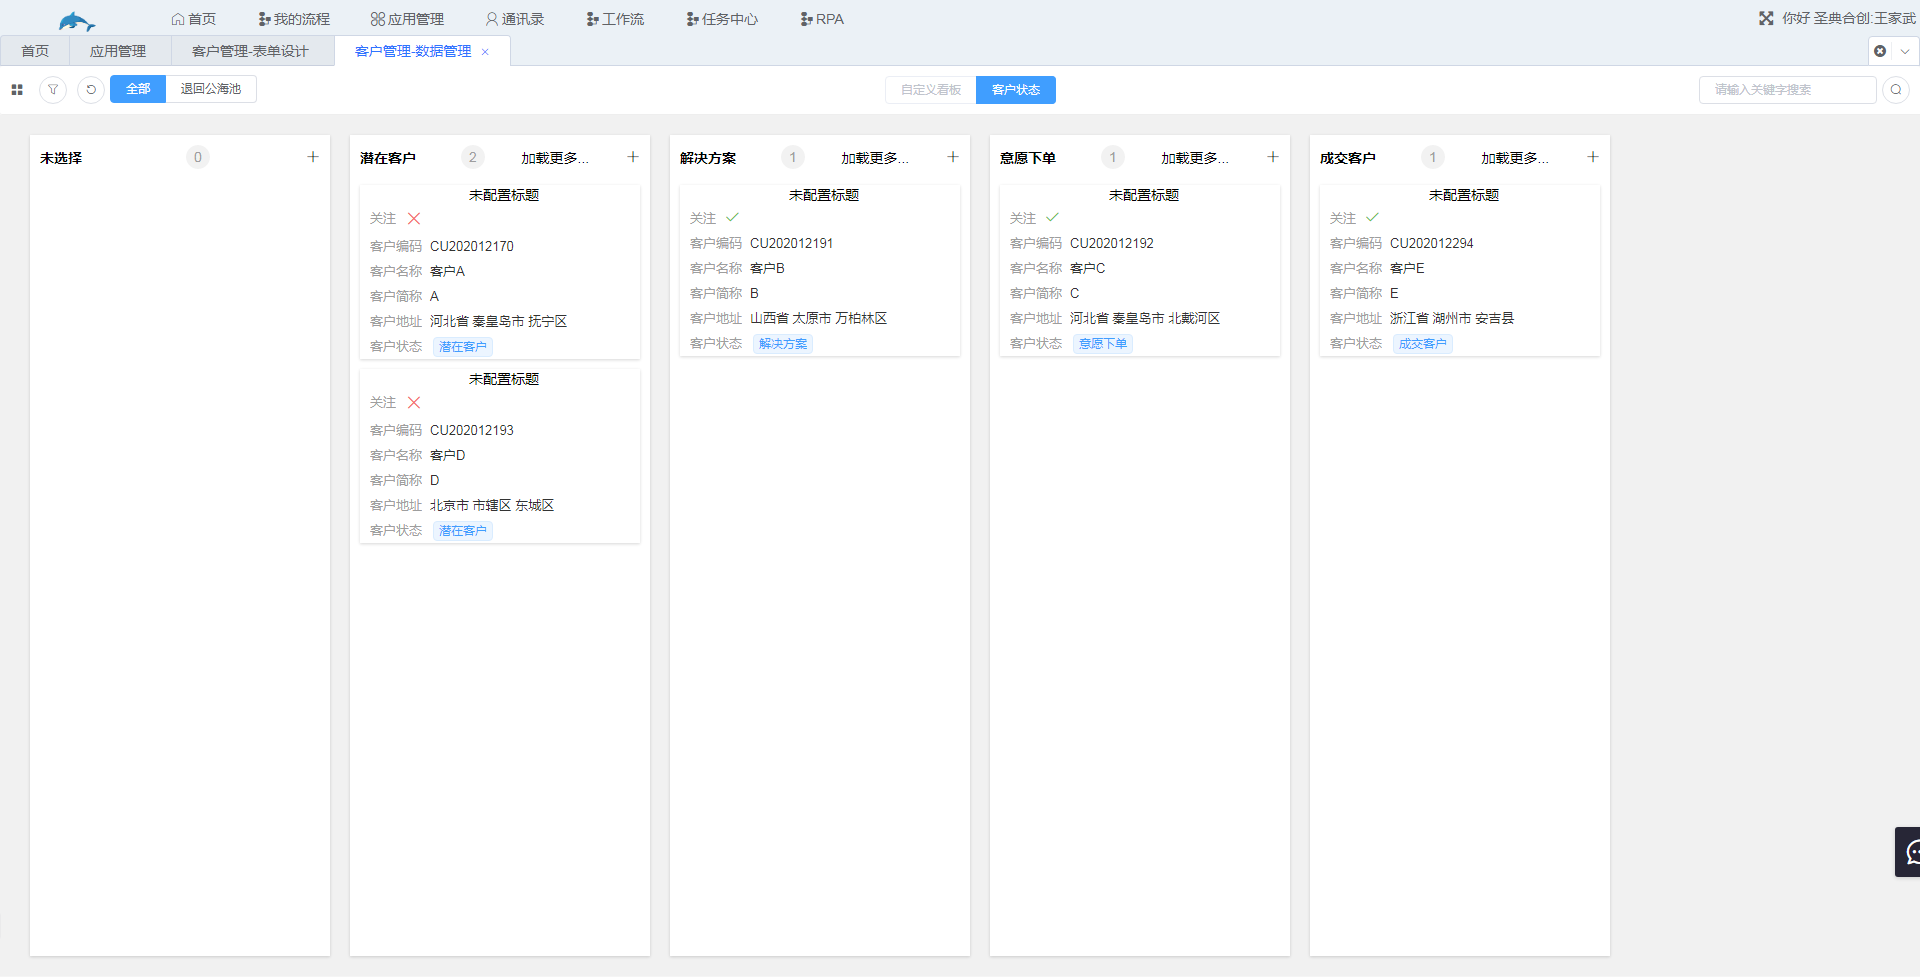 首页 我的流程 应用管理 通讯录 工作流 任务中心 RPA 你好 圣典合创:王家武
首页 应用管理 客户管理-表单设计 客户管理-数据管理
全部 退回公海池 自定义看板 客户状态 请输入关键字搜索
未选择 0
潜在客户 2 加载更多...
未配置标题
关注
客户编码 CU202012170
客户名称 客户A
客户简称 A
客户地址 河北省 秦皇岛市 抚宁区
客户状态 潜在客户
未配置标题
关注
客户编码 CU202012193
客户名称 客户D
客户简称 D
客户地址 北京市 市辖区 东城区
客户状态 潜在客户
解决方案 1 加载更多...
未配置标题
关注
客户编码 CU202012191
客户名称 客户B
客户简称 B
客户地址 山西省 太原市 万柏林区
客户状态 解决方案
意愿下单 1 加载更多...
未配置标题
关注
客户编码 CU202012192
客户名称 客户C
客户简称 C
客户地址 河北省 秦皇岛市 北戴河区
客户状态 意愿下单
成交客户 1 加载更多...
未配置标题
关注
客户编码 CU202012294
客户名称 客户E
客户简称 E
客户地址 浙江省 湖州市 安吉县
客户状态 成交客户